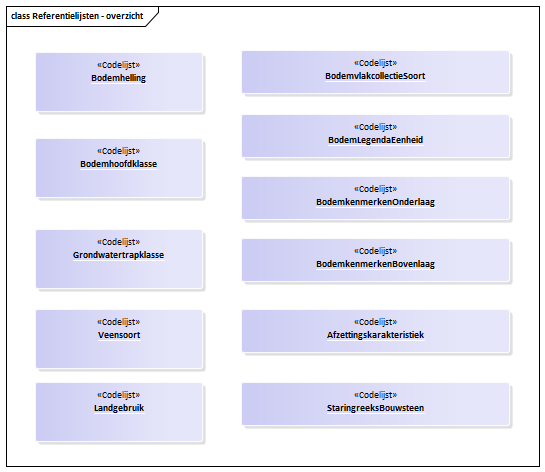 class Referentielijsten - overzicht
«Codelijst»
Bodemhelling
«Codelijst»
Bodemhoofdklasse
«Codelijst»
Grondwatertrapklasse
«Codelijst»
Veensoort
«Codelijst»
Landgebruik
«Codelijst»
BodemvlakcollectieSoort
«Codelijst»
BodemLegendaEenheid
«Codelijst»
BodemkenmerkenOnderlaag
«Codelijst»
BodemkenmerkenBovenlaag
«Codelijst»
Afzettingskarakteristiek
«Codelijst»
StaringreeksBouwsteen